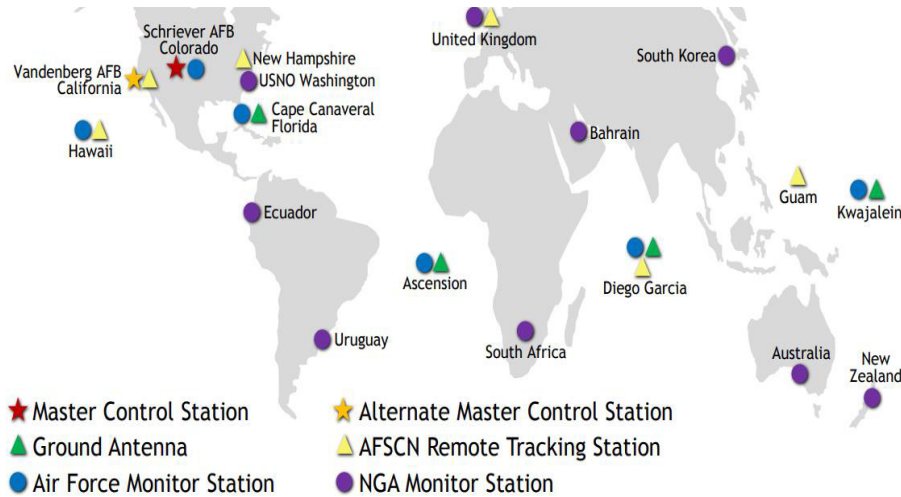 Schriever AFB
Colorado
Vandenberg AFB
California
New Hampshire
USNO Washington
Cape Canaveral
Florida
Hawaii
United Kingdom
South Korea
Bahrain
Guam
Kwajalein
Ecuador
Ascension
Diego Garcia
Uruguay
South Africa
Australia
New
Zealand
Master Control Station
Alternate Master Control Station
Ground Antenna
AFSCN Remote Tracking Station
Air Force Monitor Station
NGA Monitor Station